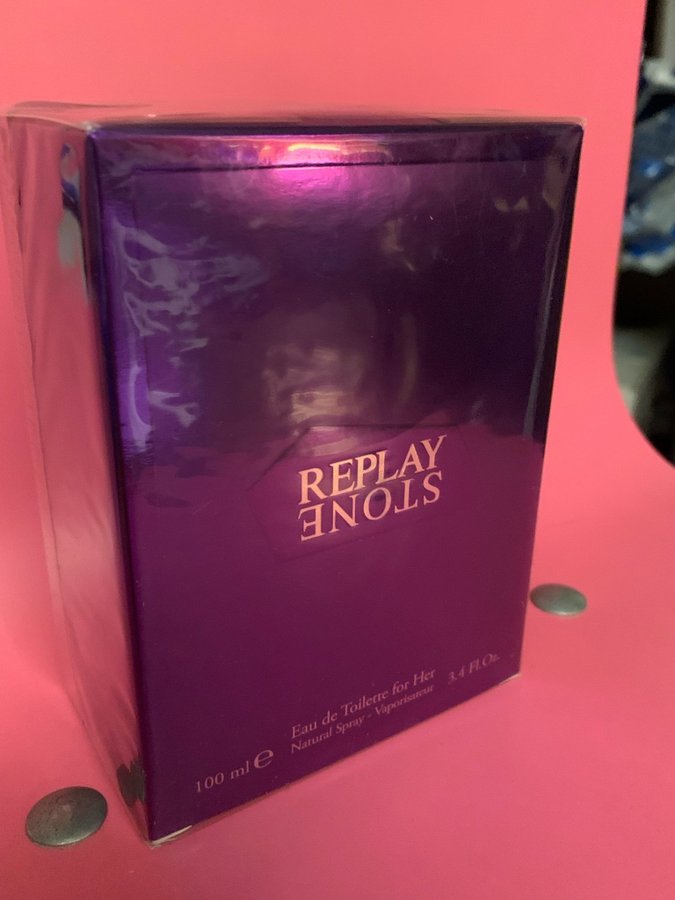 REPLAY
STONE
Eau de Toilette for Her
Natural Spray - Vaporisateur
100 ml e 3.4 Fl.Oz.